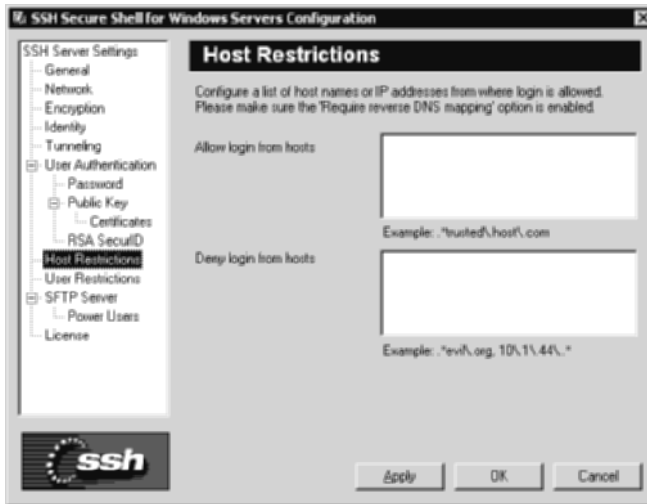 SSH Secure Shell for Windows Servers Configuration
SSH Server Settings
General
Network
Encryption
Identity
Tunneling
User Authentication
Password
Public Key
Certificates
RSA SecurID
Host Restrictions
User Restrictions
SFTP Server
Power Users
License
Host Restrictions
Configure a list of host names or IP addresses from where login is allowed.
Please make sure the 'Require reverse DNS mapping' option is enabled.
Allow login from hosts
Example: .*trusted\.host\.com
Deny login from hosts
Example: .*evil\.org, 10\.1\.44\..*
ssh
Apply
OK
Cancel